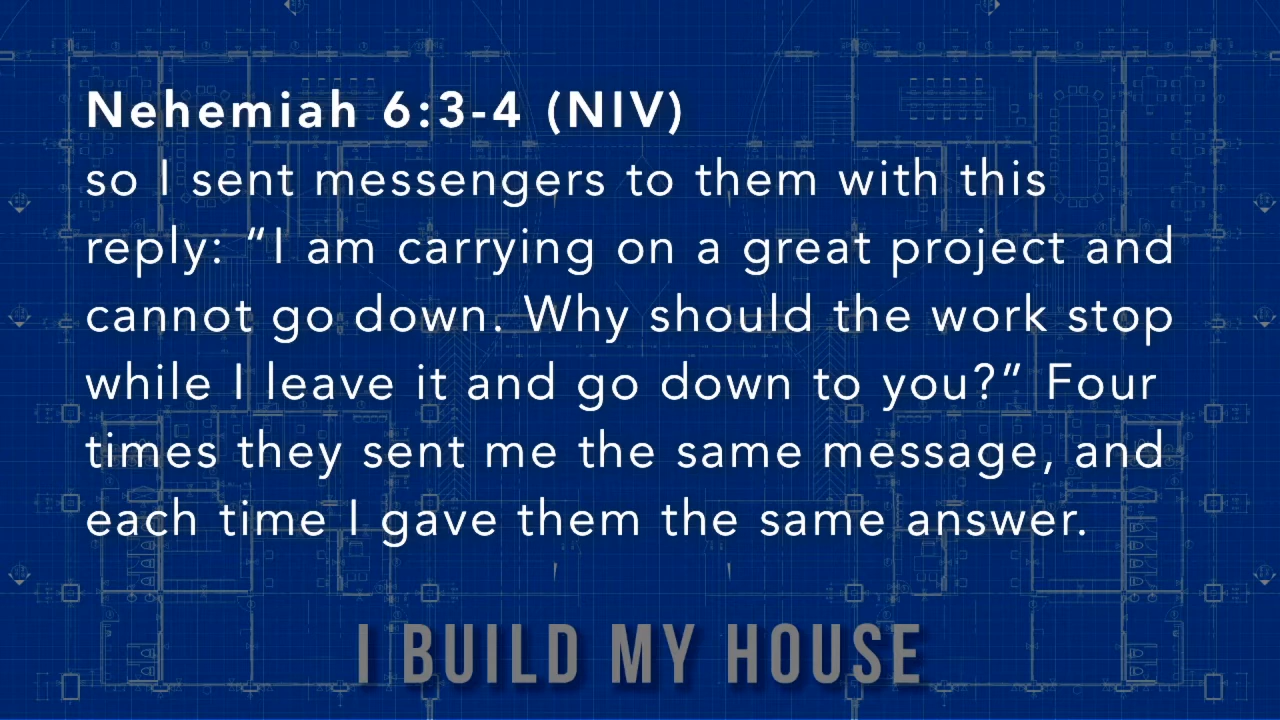 Nehemiah 6:3-4 (NIV)
so I sent messengers to them with this
reply: “I am carrying on a great project and
cannot go down. Why should the work stop
while I leave it and go down to you?” Four
times they sent me the same message, and
each time I gave them the same answer.
I BUILD MY HOUSE